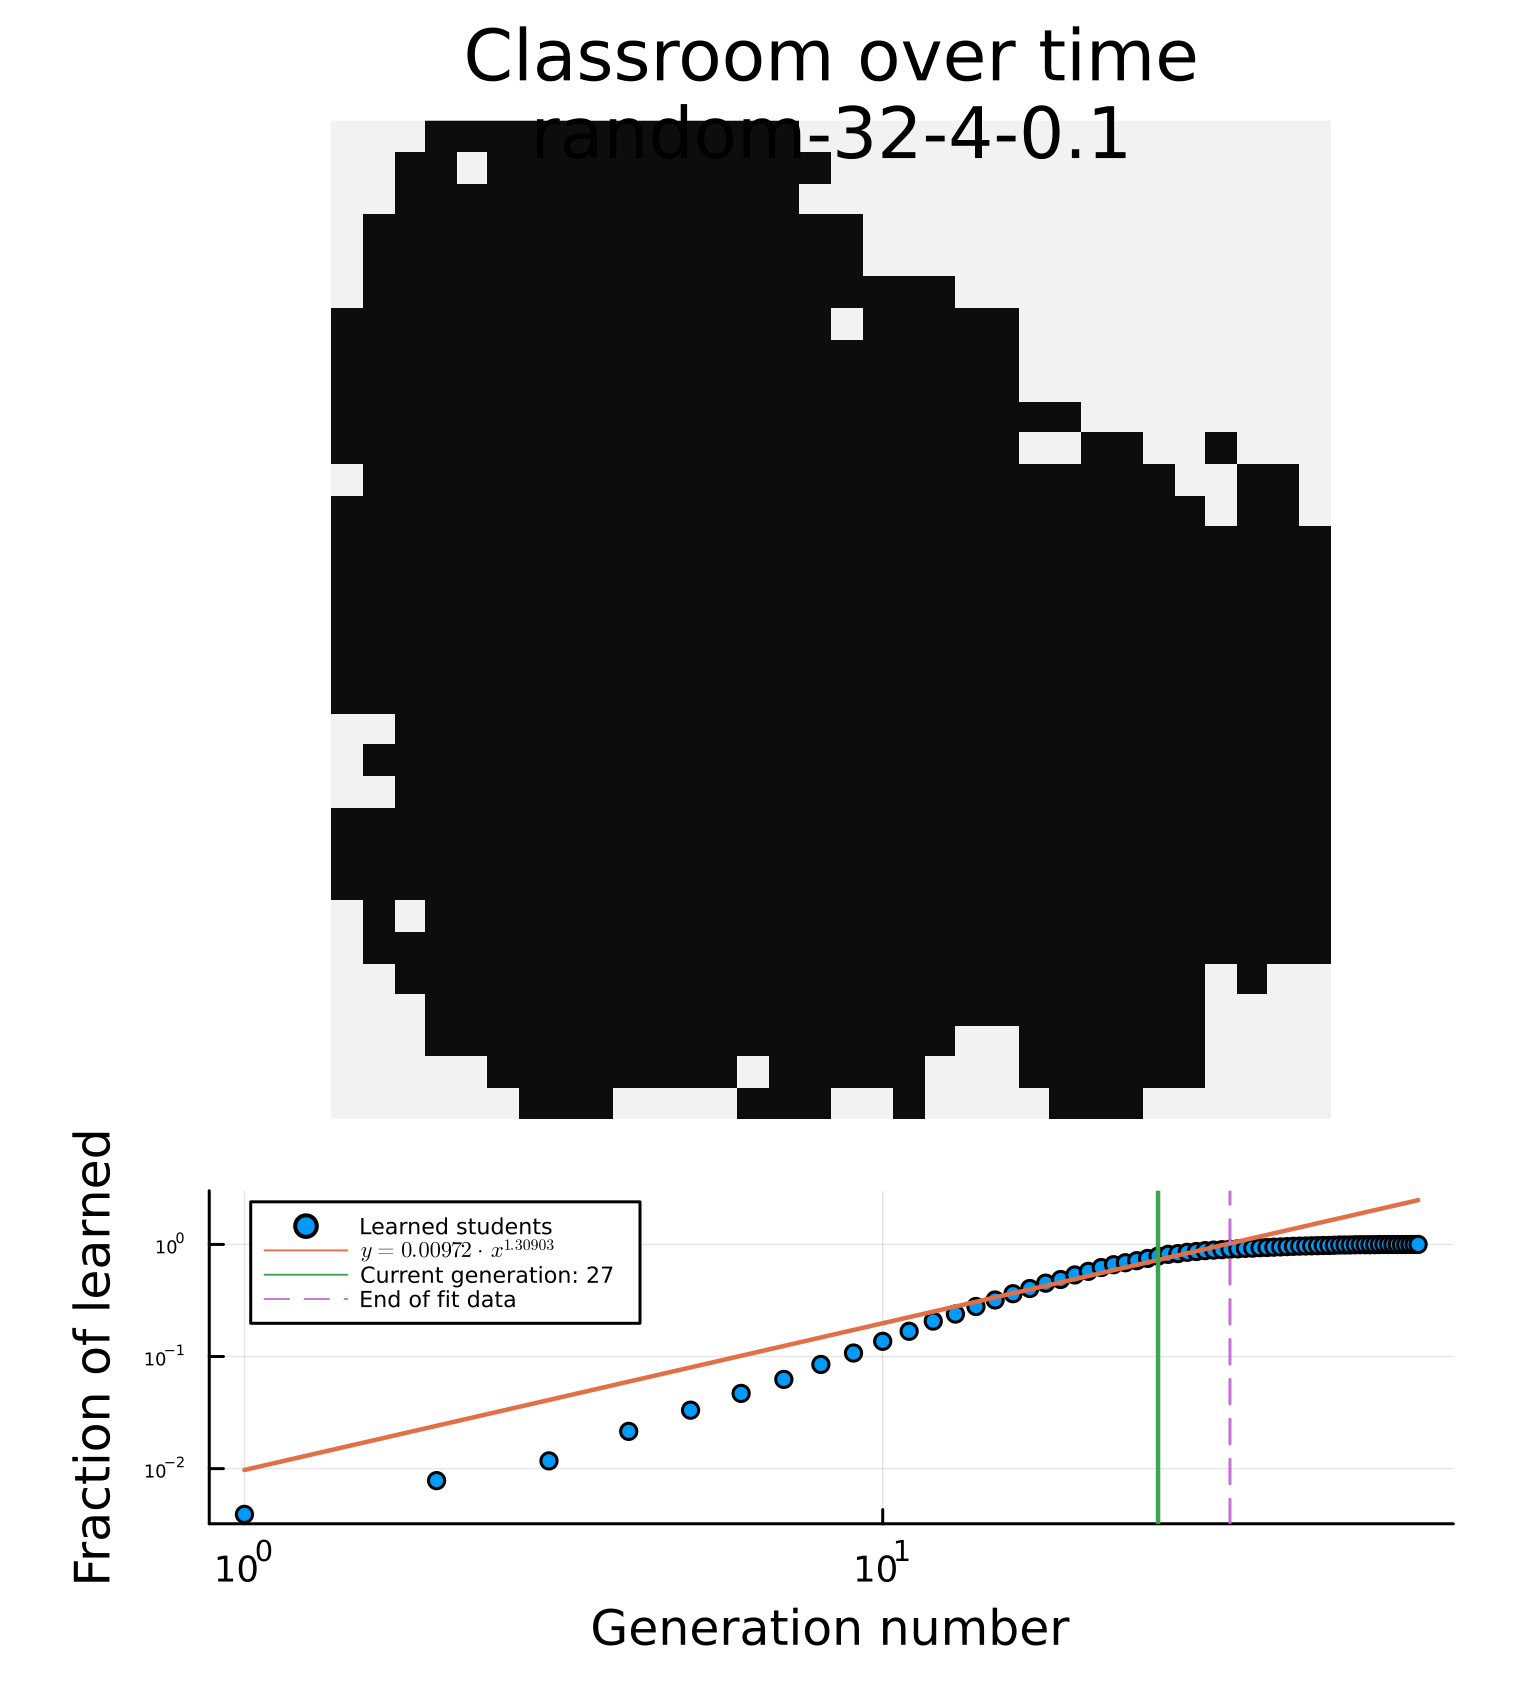 Classroom over time
random-32-4-0.1
Fraction of learned
Learned students
y = 0.00972 · x^1.30903
Current generation: 27
End of fit data
10^0
10^-1
10^-2
10^0
10^1
Generation number